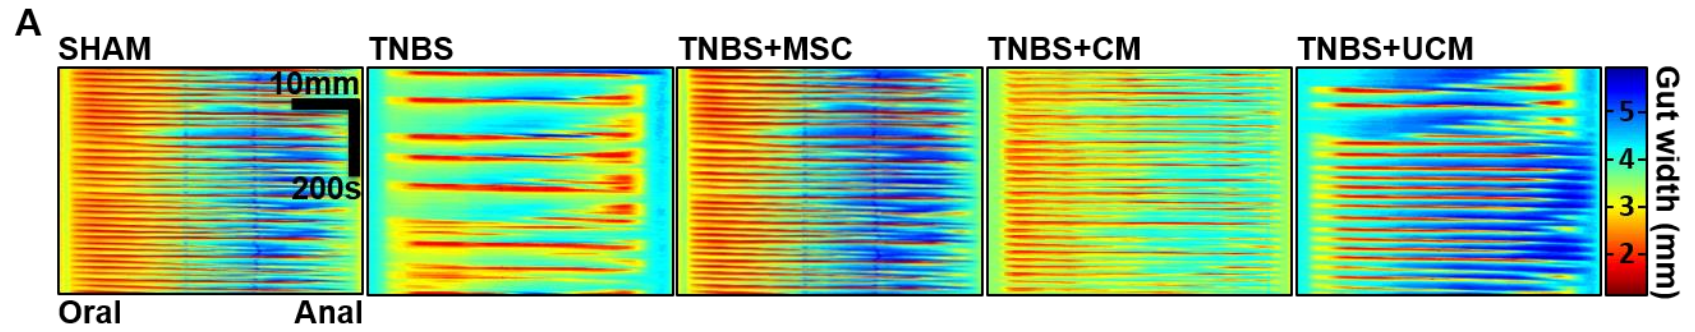 A
SHAM
TNBS
TNBS+MSC
TNBS+CM
TNBS+UCM
10mm
200s
5
4
3
2
Gut width (mm)
Oral
Anal